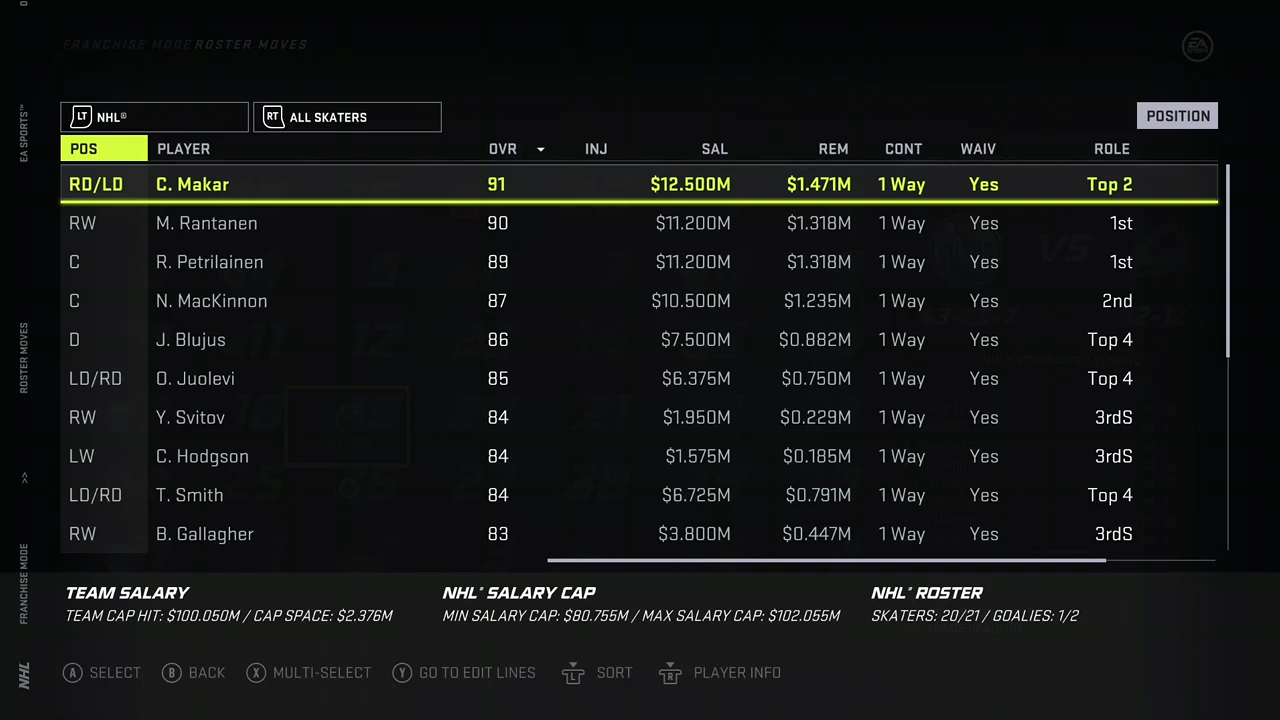 FRANCHISE MODE ROSTER MOVES
EA SPORTS
LT NHL®
RT ALL SKATERS
POSITION
POS PLAYER OVR INJ SAL REM CONT WAIV ROLE
RD/LD C. Makar 91 $12.500M $1.471M 1 Way Yes Top 2
RW M. Rantanen 90 $11.200M $1.318M 1 Way Yes 1st
C R. Petrilainen 89 $11.200M $1.318M 1 Way Yes 1st
C N. MacKinnon 87 $10.500M $1.235M 1 Way Yes 2nd
D J. Blujus 86 $7.500M $0.882M 1 Way Yes Top 4
LD/RD O. Juolevi 85 $6.375M $0.750M 1 Way Yes Top 4
RW Y. Svitov 84 $1.950M $0.229M 1 Way Yes 3rdS
LW C. Hodgson 84 $1.575M $0.185M 1 Way Yes 3rdS
LD/RD T. Smith 84 $6.725M $0.791M 1 Way Yes Top 4
RW B. Gallagher 83 $3.800M $0.447M 1 Way Yes 3rdS
TEAM SALARY
TEAM CAP HIT: $100.050M / CAP SPACE: $2.376M
NHL® SALARY CAP
MIN SALARY CAP: $80.755M / MAX SALARY CAP: $102.055M
NHL® ROSTER
SKATERS: 20/21 / GOALIES: 1/2
A SELECT B BACK X MULTI-SELECT Y GO TO EDIT LINES L SORT R PLAYER INFO
EA SPORTS™
ROSTER MOVES
>>
FRANCHISE MODE
NHL